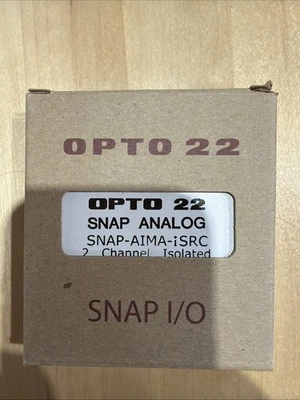 OPTO 22
OPTO 22
SNAP ANALOG
SNAP-AIMA-iSRC
2 Channel Isolated
SNAP I/O